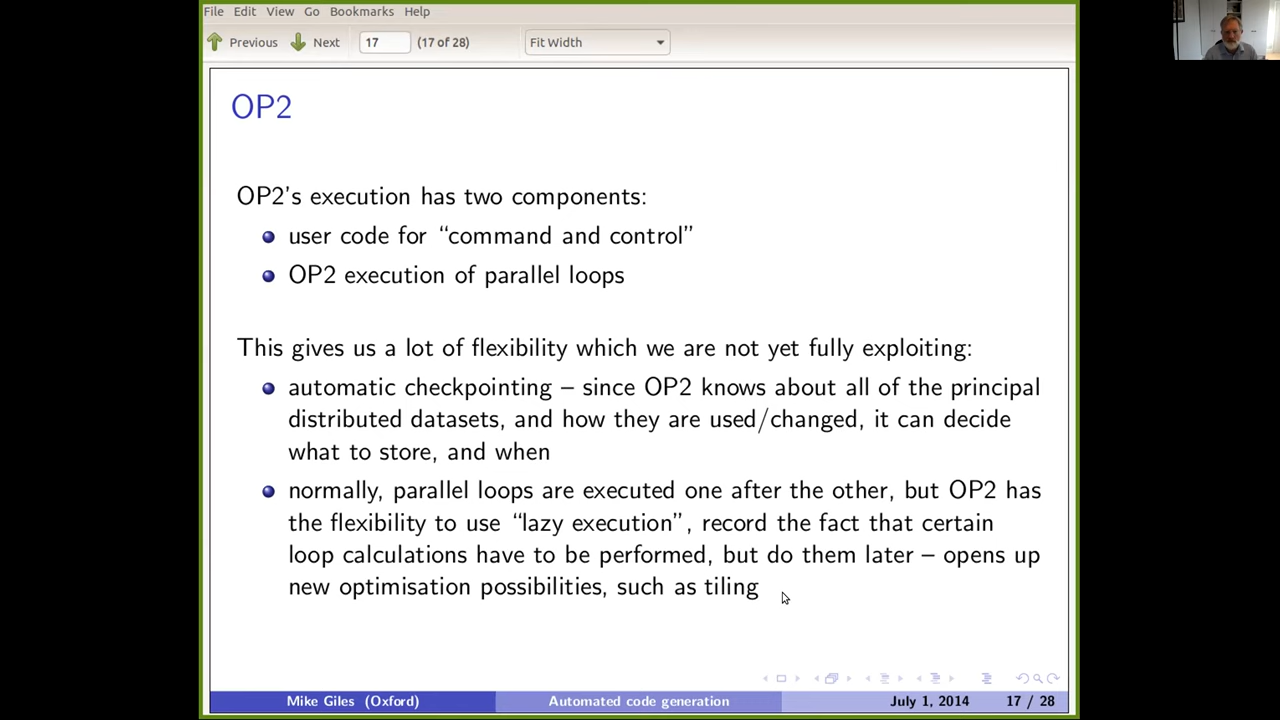 File Edit View Go Bookmarks Help
Previous Next 17 (17 of 28) Fit Width
OP2
OP2's execution has two components:
user code for “command and control”
OP2 execution of parallel loops
This gives us a lot of flexibility which we are not yet fully exploiting:
automatic checkpointing – since OP2 knows about all of the principal
distributed datasets, and how they are used/changed, it can decide
what to store, and when
normally, parallel loops are executed one after the other, but OP2 has
the flexibility to use “lazy execution”, record the fact that certain
loop calculations have to be performed, but do them later – opens up
new optimisation possibilities, such as tiling
Mike Giles (Oxford) Automated code generation July 1, 2014 17 / 28